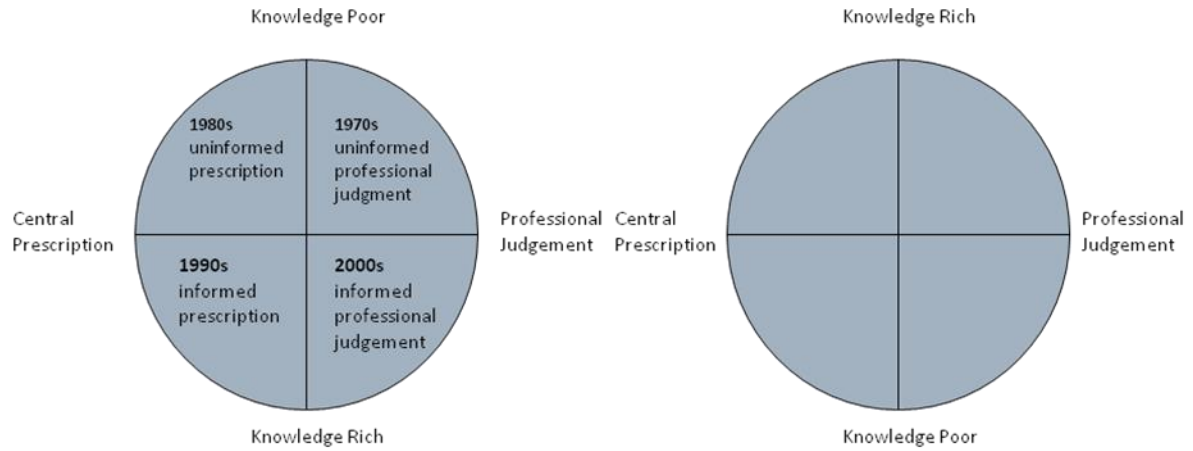 Knowledge Poor
1980s
uninformed
prescription
1970s
uninformed
professional
judgment
Central
Prescription
Professional
Judgement
1990s
informed
prescription
2000s
informed
professional
judgement
Knowledge Rich
Knowledge Rich
Central
Prescription
Professional
Judgement
Knowledge Poor